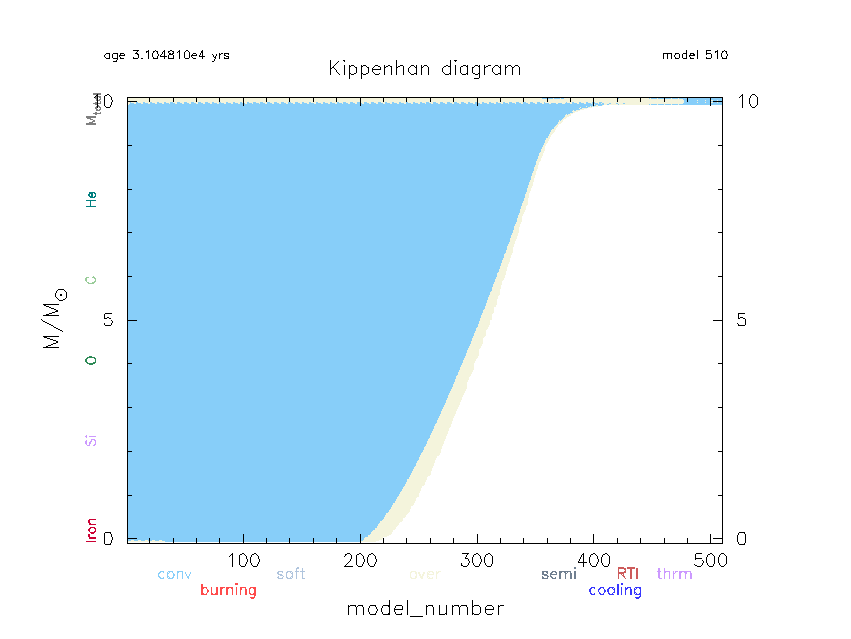 age 3.104810e4 yrs
model 510
Kippenhan diagram
Mtotal
10
10
He
C
M/M☉
5
5
O
Si
Iron
0
0
100
200
300
400
500
conv
soft
over
semi
RTI
thrm
burning
cooling
model_number